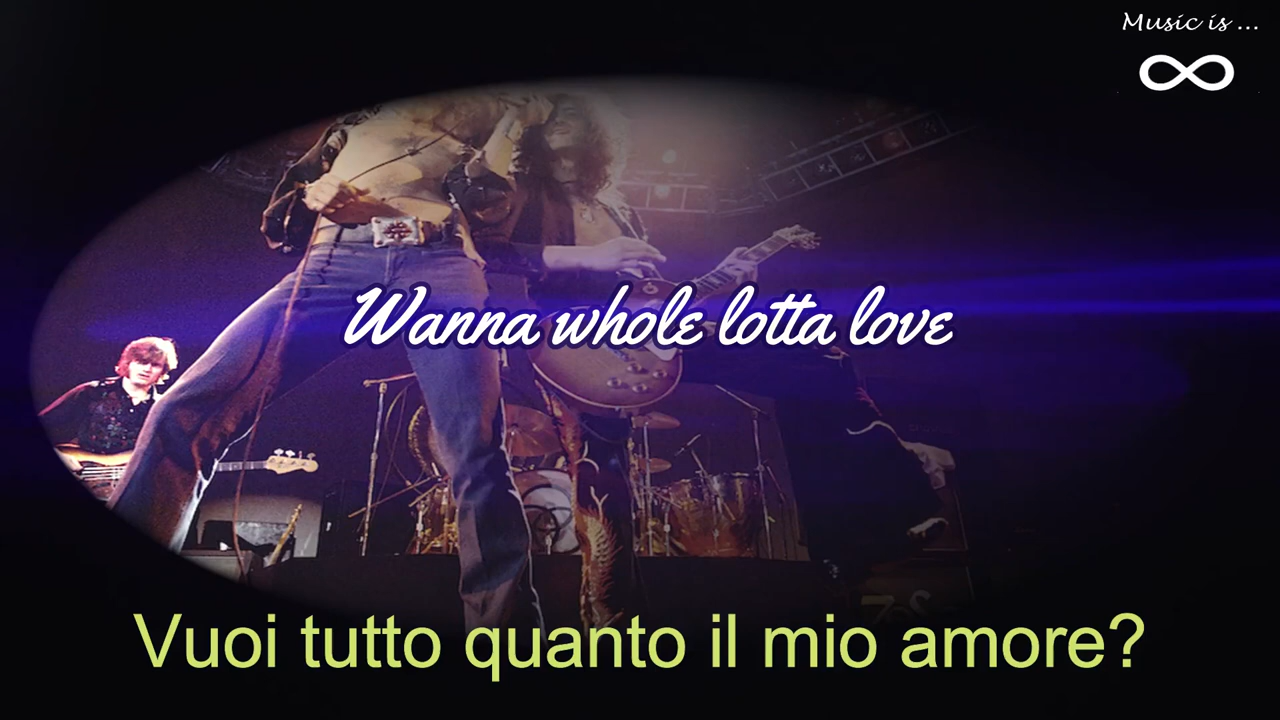 Music is ...
Wanna whole lotta love
Vuoi tutto quanto il mio amore?